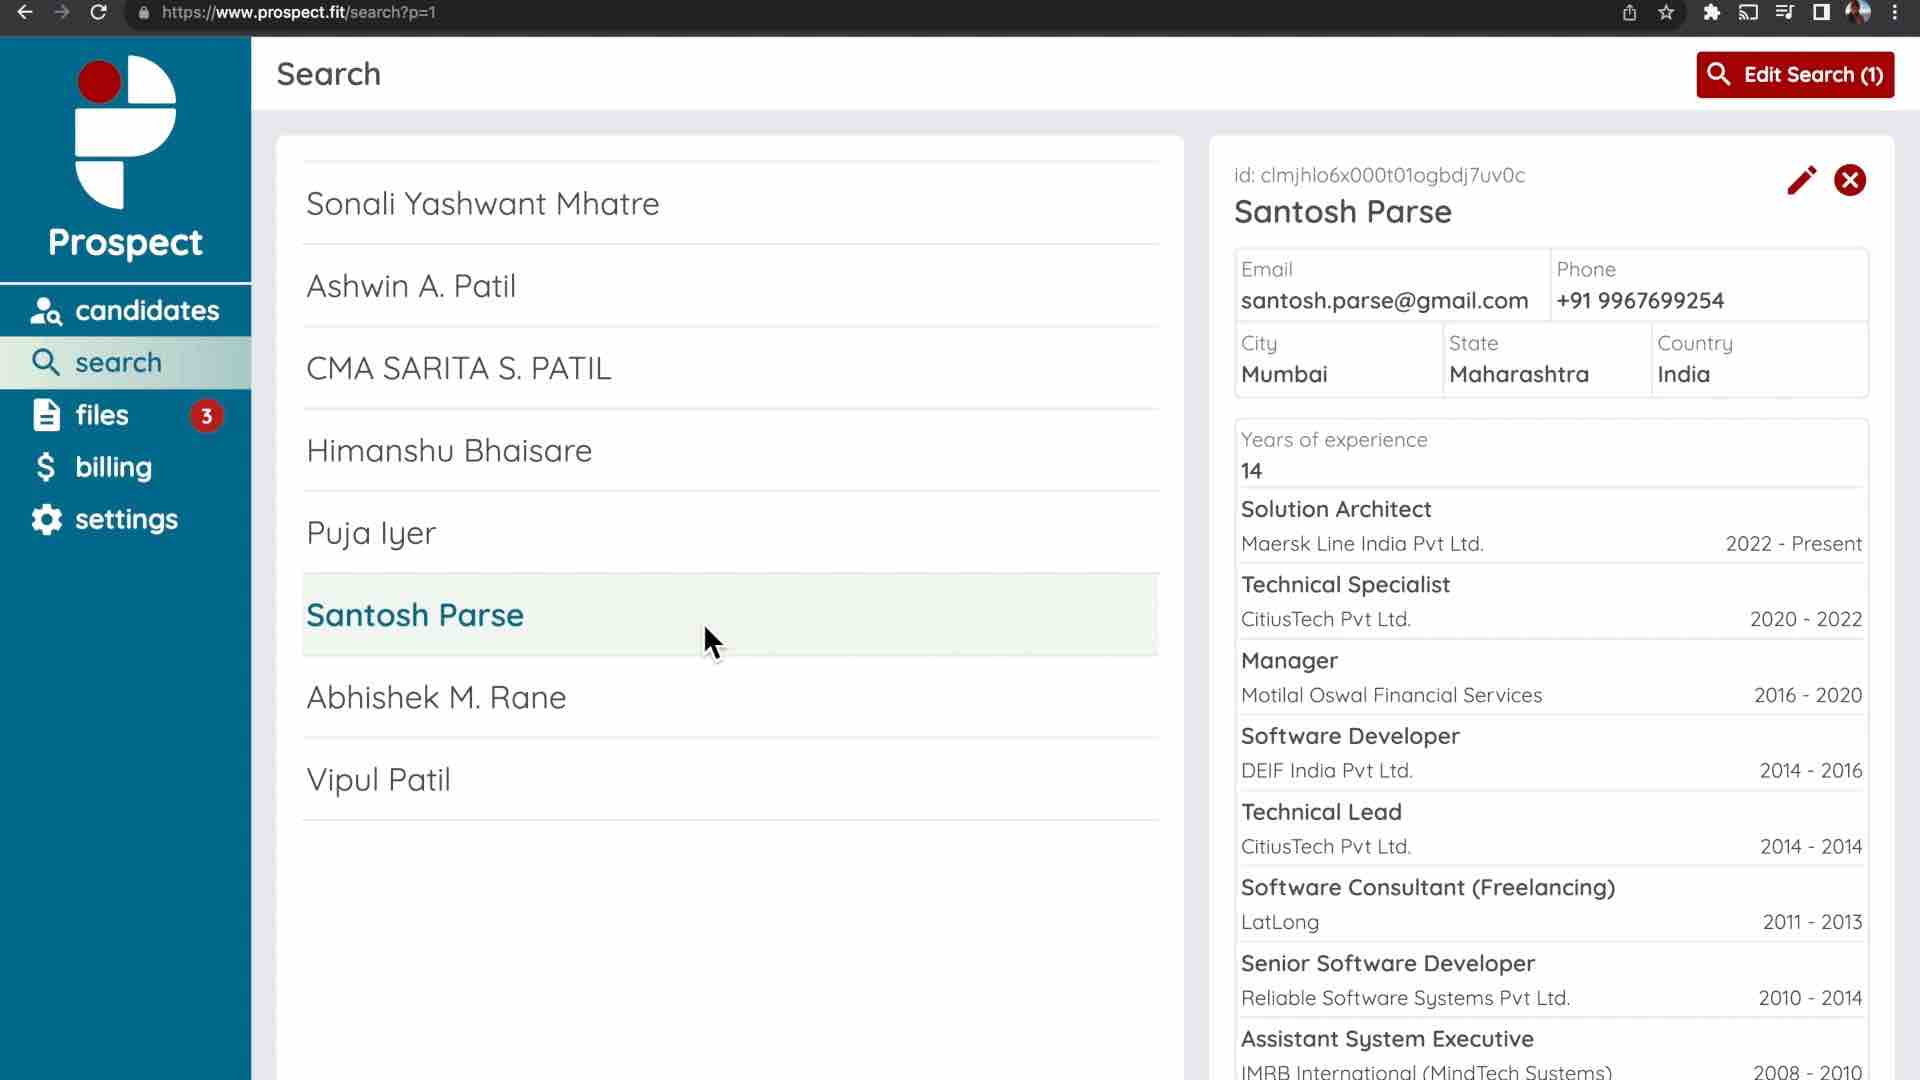 https://www.prospect.fit/search?p=1
Prospect
candidates
search
files 3
billing
settings
Search
Edit Search (1)
Sonali Yashwant Mhatre
Ashwin A. Patil
CMA SARITA S. PATIL
Himanshu Bhaisare
Puja Iyer
Santosh Parse
Abhishek M. Rane
Vipul Patil
id: clmjhlo6x000t01ogbdj7uv0c
Santosh Parse
Email Phone
santosh.parse@gmail.com +91 9967699254
City State Country
Mumbai Maharashtra India
Years of experience
14
Solution Architect
Maersk Line India Pvt Ltd. 2022 - Present
Technical Specialist
CitiusTech Pvt Ltd. 2020 - 2022
Manager
Motilal Oswal Financial Services 2016 - 2020
Software Developer
DEIF India Pvt Ltd. 2014 - 2016
Technical Lead
CitiusTech Pvt Ltd. 2014 - 2014
Software Consultant (Freelancing)
LatLong 2011 - 2013
Senior Software Developer
Reliable Software Systems Pvt Ltd. 2010 - 2014
Assistant System Executive
IMRB International (MindTech Systems) 2008 - 2010